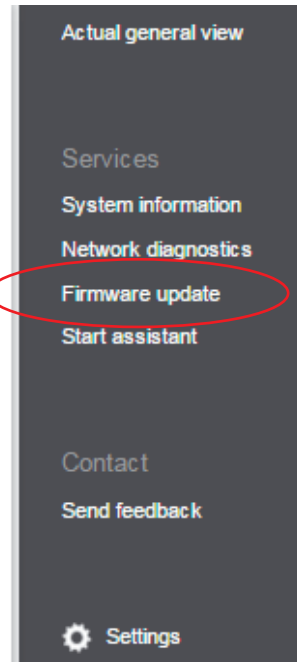 Actual general view
Services
System information
Network diagnostics
Firmware update
Start assistant
Contact
Send feedback
Settings